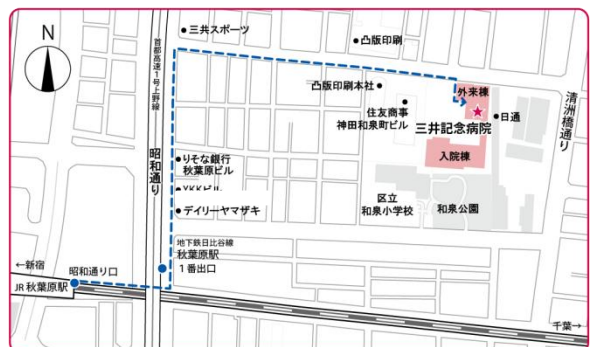 N
三共スポーツ
首都高速1号上野線
凸版印刷
凸版印刷本社
外来棟
清洲橋通り
住友商事
神田和泉町ビル
日通
三井記念病院
昭和通り
りそな銀行
秋葉原ビル
入院棟
デイリーヤマザキ
区立
和泉小学校
和泉公園
地下鉄日比谷線
秋葉原駅
1番出口
←新宿
昭和通り口
JR 秋葉原駅
千葉→